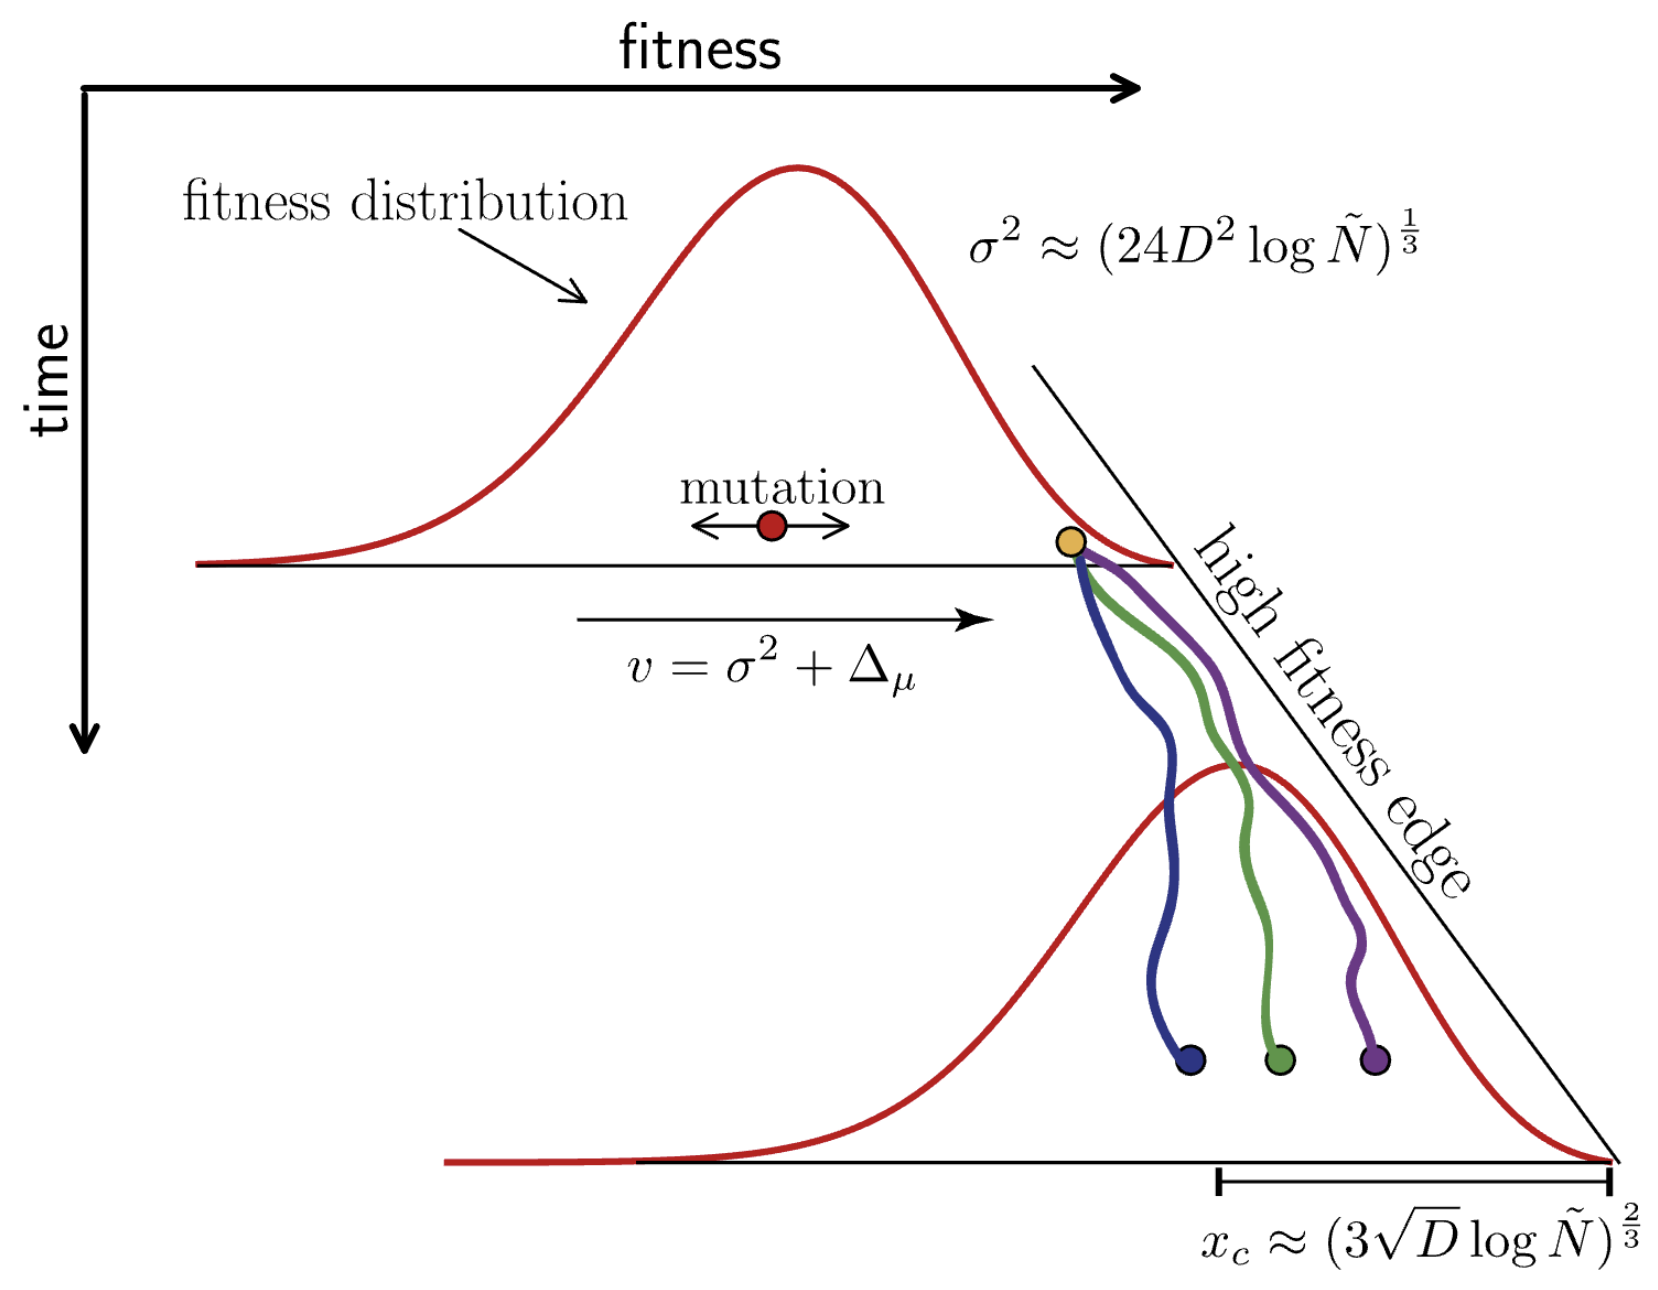 fitness
time
fitness distribution
σ² ≈ (24D² log Ñ)^{1/3}
mutation
v = σ² + Δ_μ
high fitness edge
x_c ≈ (3√D log Ñ)^{2/3}